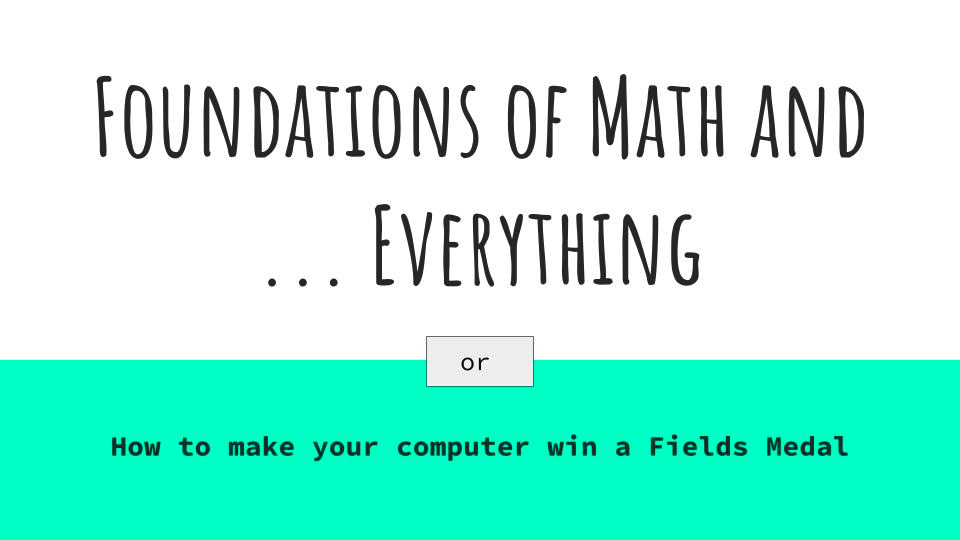 Foundations of Math and
... Everything
or
How to make your computer win a Fields Medal